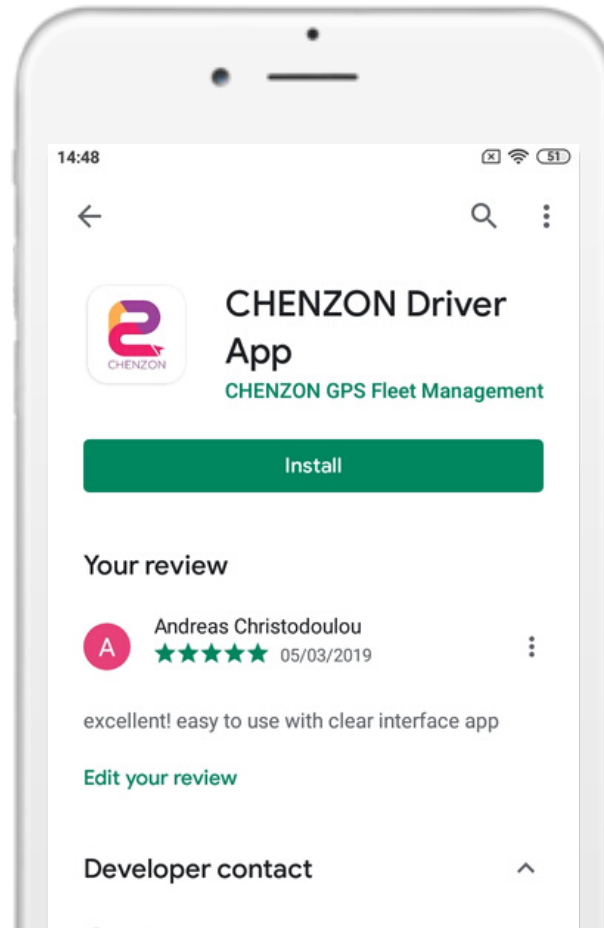 14:48
51
CHENZON Driver
App
CHENZON
CHENZON GPS Fleet Management
Install
Your review
A
Andreas Christodoulou
05/03/2019
excellent! easy to use with clear interface app
Edit your review
Developer contact